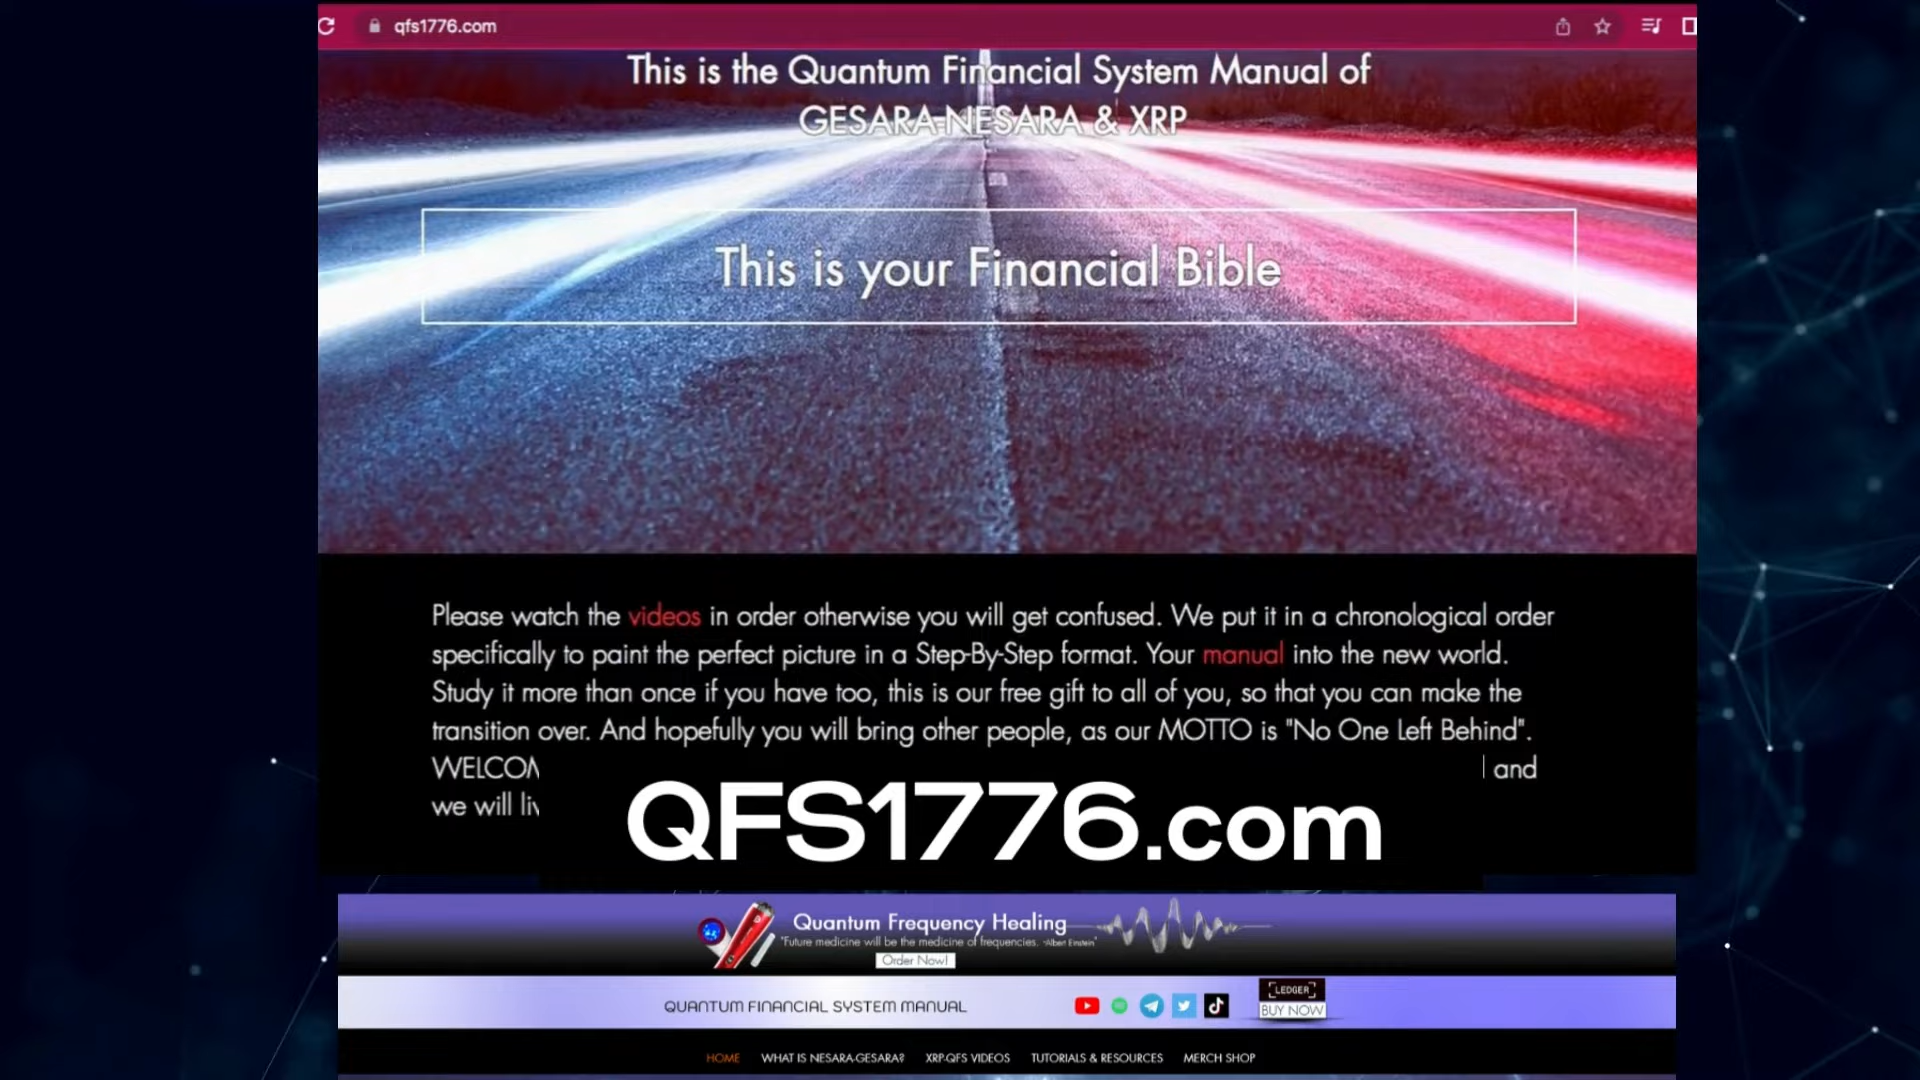 qfs1776.com
This is the Quantum Financial System Manual of
GESARA-NESARA & XRP
This is your Financial Bible
Please watch the videos in order otherwise you will get confused. We put it in a chronological order
specifically to paint the perfect picture in a Step-By-Step format. Your manual into the new world.
Study it more than once if you have too, this is our free gift to all of you, so that you can make the
transition over. And hopefully you will bring other people, as our MOTTO is "No One Left Behind".
and
we will
QFS1776.com
Quantum Frequency Healing
"Future medicine will be the medicine of frequencies. -Albert Einstein"
Order Now!
QUANTUM FINANCIAL SYSTEM MANUAL
LEDGER
BUY NOW
HOME WHAT IS NESARA-GESARA? XRP-QFS VIDEOS TUTORIALS & RESOURCES MERCH SHOP